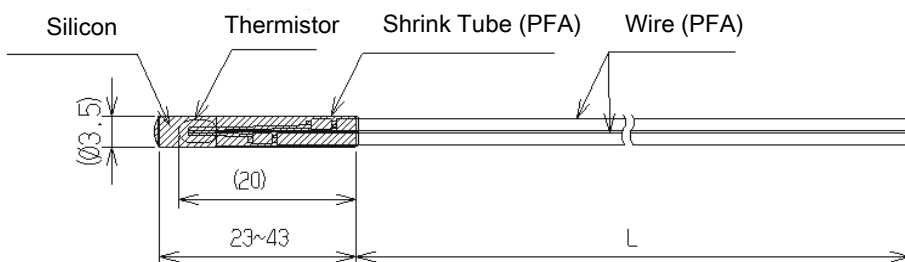 Silicon Thermistor Shrink Tube (PFA) Wire (PFA)
(Ø3.5)
(20)
23~43 L